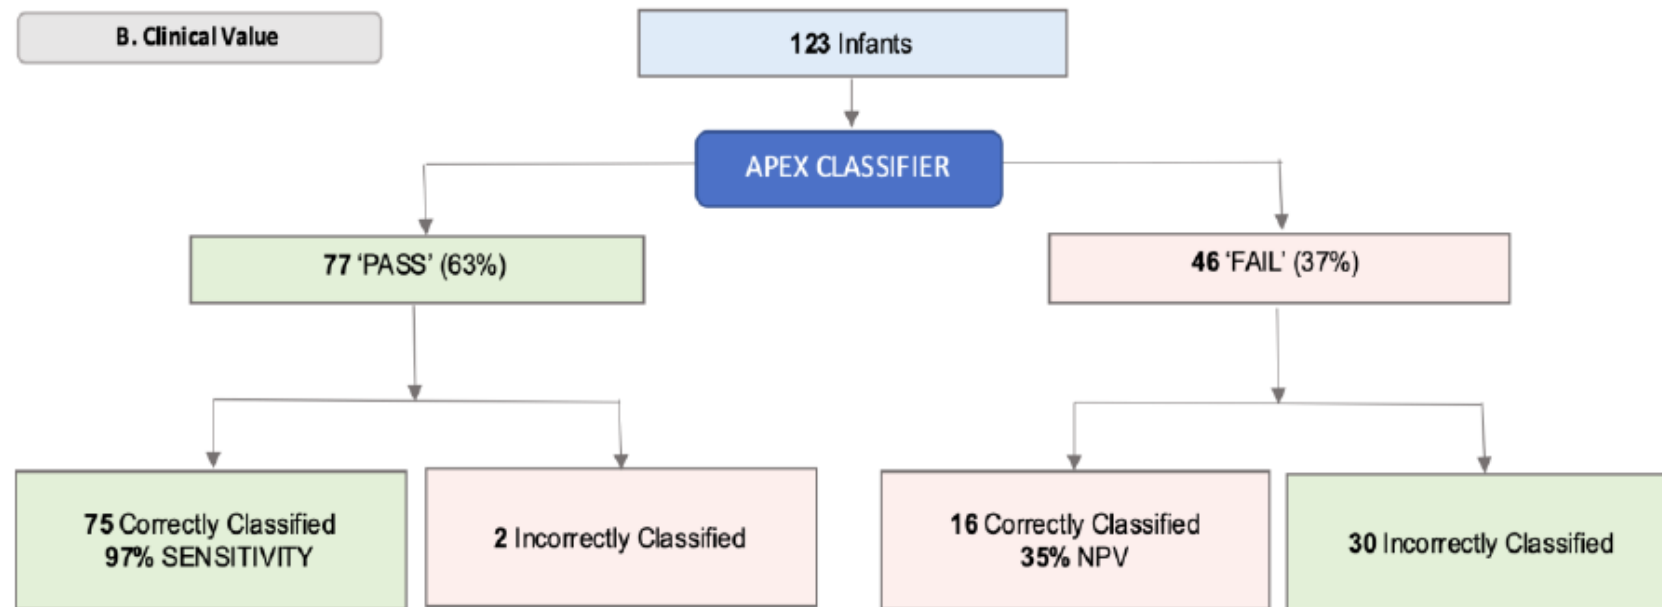 B. Clinical Value
123 Infants
APEX CLASSIFIER
77 ‘PASS’ (63%)
46 ‘FAIL’ (37%)
75 Correctly Classified
97% SENSITIVITY
2 Incorrectly Classified
16 Correctly Classified
35% NPV
30 Incorrectly Classified